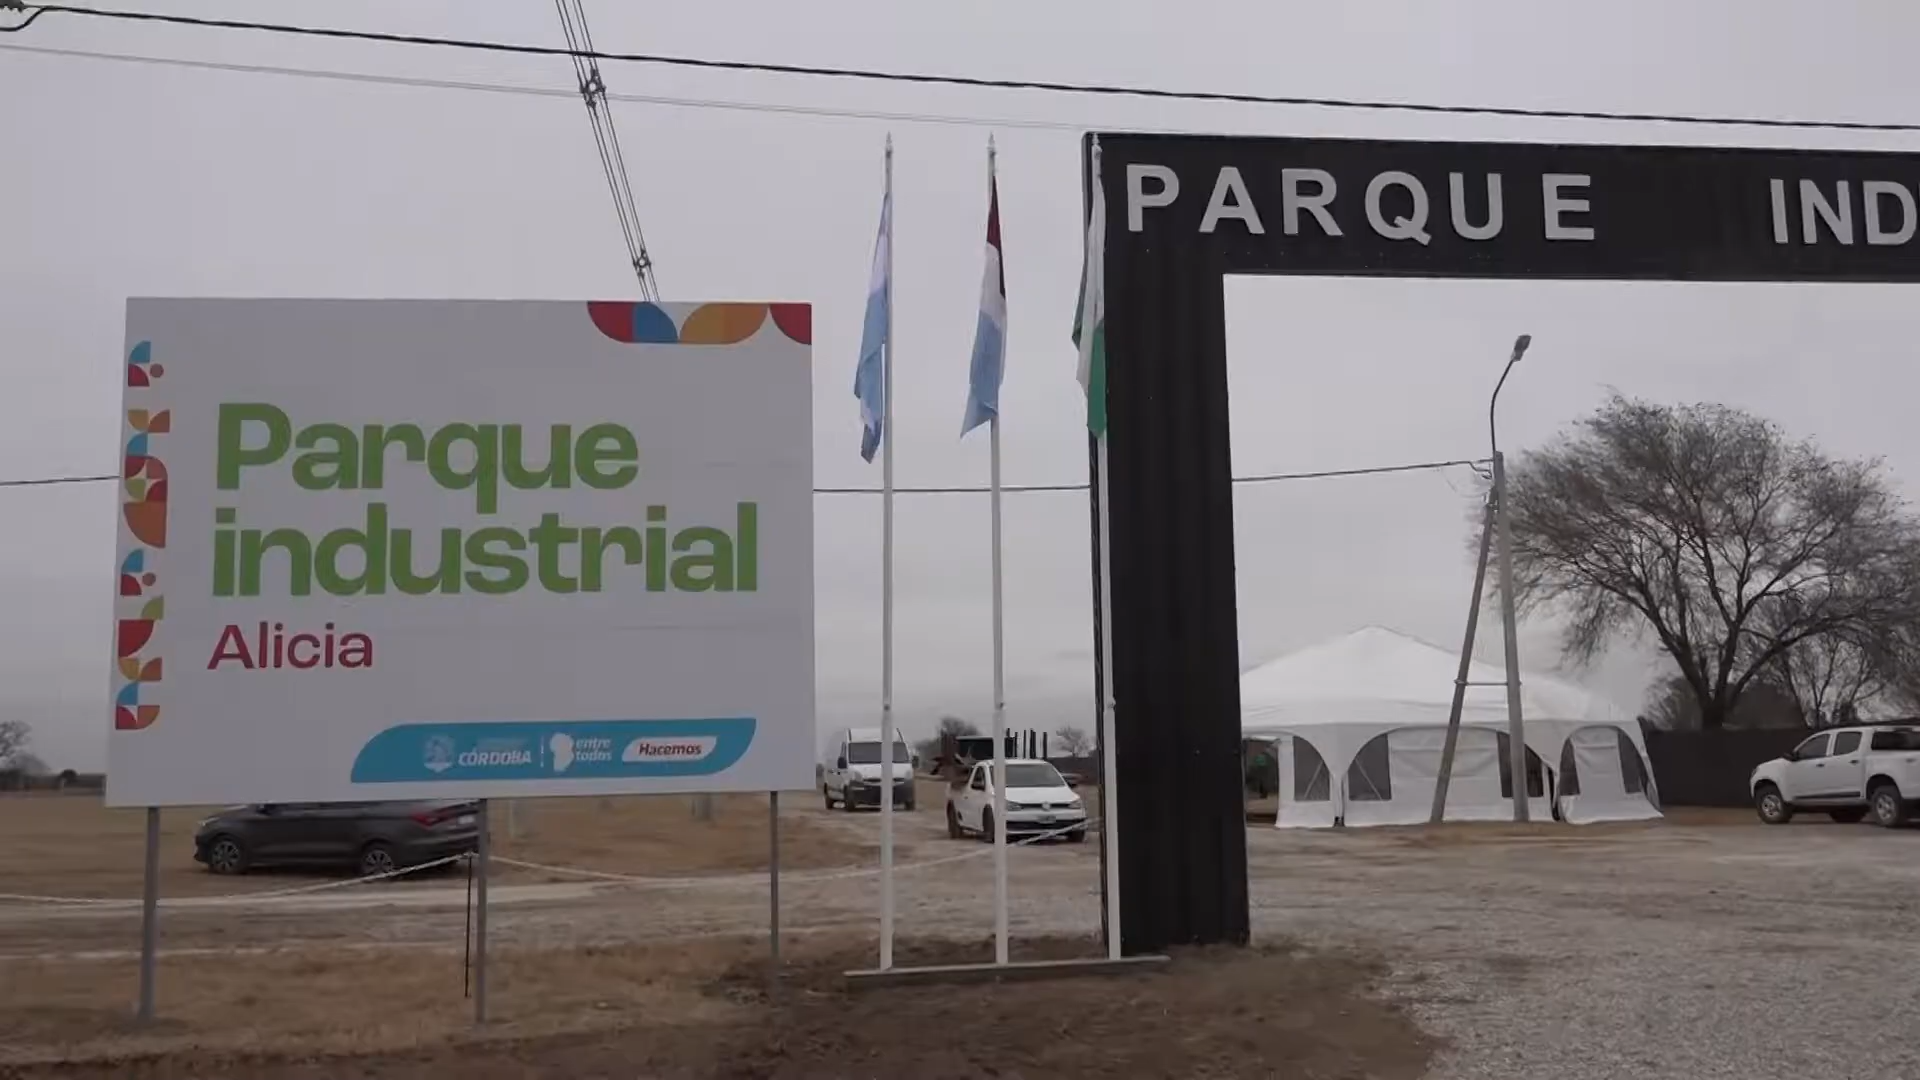 PARQUE IND
Parque
industrial
Alicia
CÓRDOBA
entre
todos
Hacemos